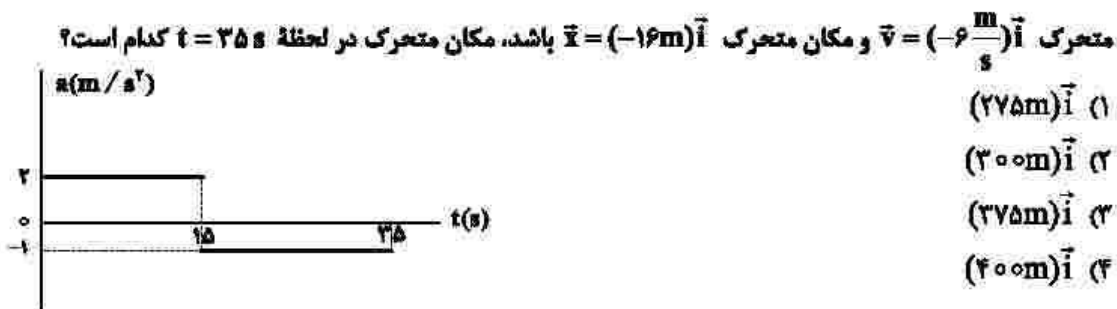 متحرک v⃗ = (−۶ m/s) i⃗ و مکان متحرک x⃗ = (−۱۶m) i⃗ باشد، مکان متحرک در لحظهٔ t = ۳۵ s کدام است؟
a(m/s۲)
۱) (۲۷۵m) i⃗
۲) (۳۰۰m) i⃗
۳) (۳۷۵m) i⃗
۴) (۴۰۰m) i⃗
۲
۰
−۱
۱۵
۳۵
t(s)